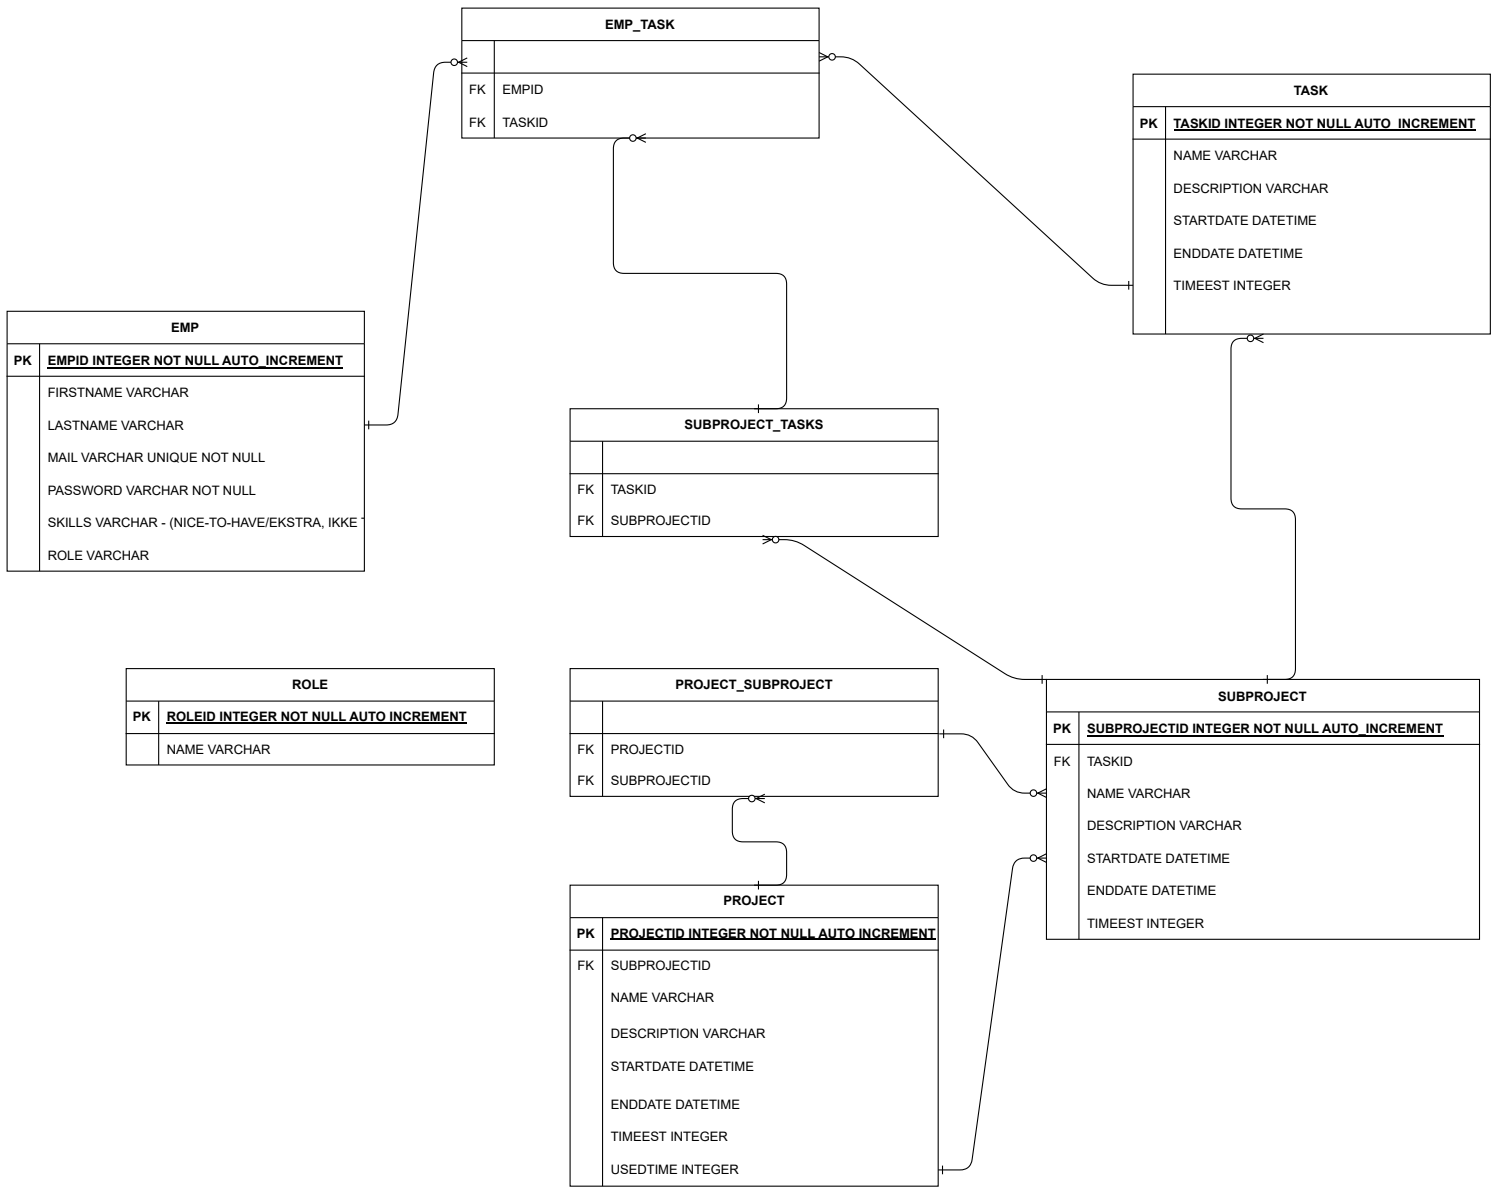 EMP_TASK
FK EMPID
FK TASKID
TASK
PK TASKID INTEGER NOT NULL AUTO_INCREMENT
NAME VARCHAR
DESCRIPTION VARCHAR
STARTDATE DATETIME
ENDDATE DATETIME
TIMEEST INTEGER
EMP
PK EMPID INTEGER NOT NULL AUTO_INCREMENT
FIRSTNAME VARCHAR
LASTNAME VARCHAR
MAIL VARCHAR UNIQUE NOT NULL
PASSWORD VARCHAR NOT NULL
SKILLS VARCHAR - (NICE-TO-HAVE/EKSTRA, IKKE
ROLE VARCHAR
SUBPROJECT_TASKS
FK TASKID
FK SUBPROJECTID
ROLE
PK ROLEID INTEGER NOT NULL AUTO INCREMENT
NAME VARCHAR
PROJECT_SUBPROJECT
FK PROJECTID
FK SUBPROJECTID
SUBPROJECT
PK SUBPROJECTID INTEGER NOT NULL AUTO_INCREMENT
FK TASKID
NAME VARCHAR
DESCRIPTION VARCHAR
STARTDATE DATETIME
ENDDATE DATETIME
TIMEEST INTEGER
PROJECT
PK PROJECTID INTEGER NOT NULL AUTO INCREMENT
FK SUBPROJECTID
NAME VARCHAR
DESCRIPTION VARCHAR
STARTDATE DATETIME
ENDDATE DATETIME
TIMEEST INTEGER
USEDTIME INTEGER